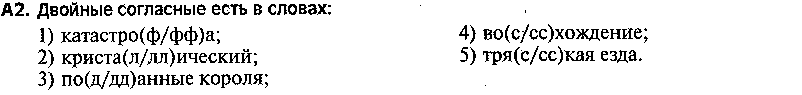 А2. Двойные согласные есть в словах:
1) катастро(ф/фф)а;
2) криста(л/лл)ический;
3) по(д/дд)анные короля;
4) во(с/сс)хождение;
5) тря(с/сс)кая езда.